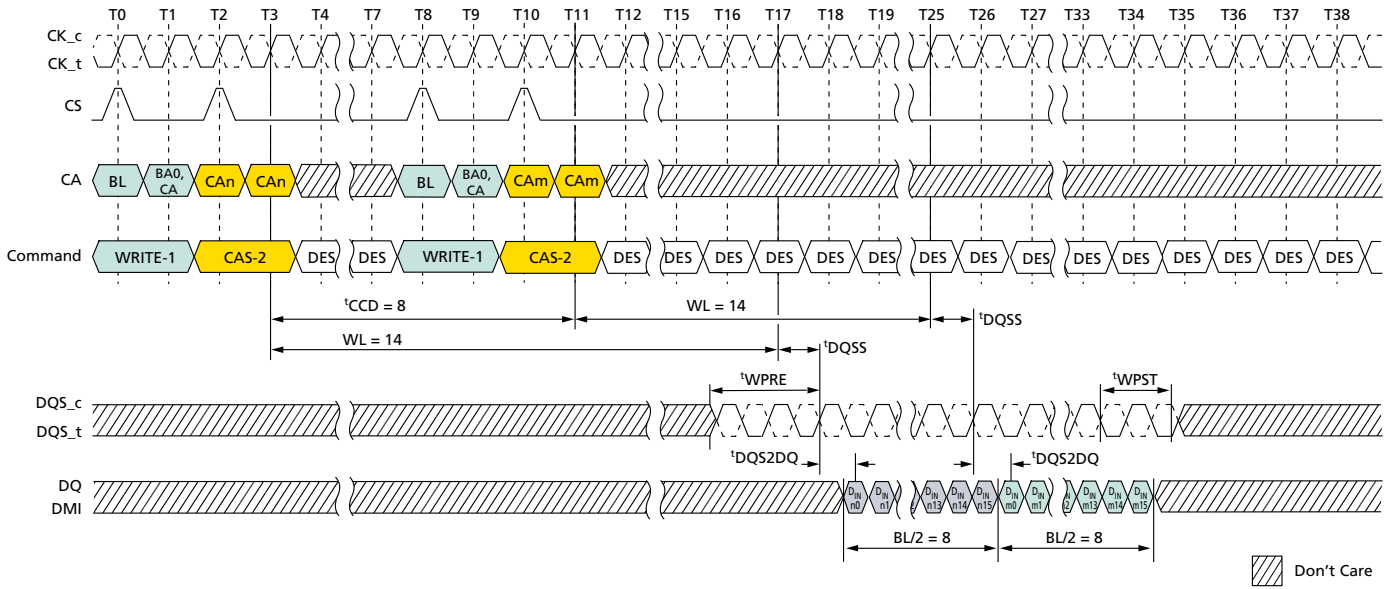 T0 T1 T2 T3 T4 T7 T8 T9 T10 T11 T12 T15 T16 T17 T18 T19 T25 T26 T27 T33 T34 T35 T36 T37 T38
CK_c
CK_t
CS
CA BL BA0, CA CAn CAn BL BA0, CA CAm CAm
Command WRITE-1 CAS-2 DES DES WRITE-1 CAS-2 DES DES DES DES DES DES DES DES DES DES DES DES DES DES DES
tCCD = 8 WL = 14 tDQSS
WL = 14 tDQSS
tWPRE tWPST
DQS_c
DQS_t
tDQS2DQ tDQS2DQ
DQ
DMI
DIN n0 DIN n1 DIN n13 DIN n14 DIN n15 DIN m0 DIN m1 DIN m13 DIN m14 DIN m15
BL/2 = 8 BL/2 = 8
Don't Care